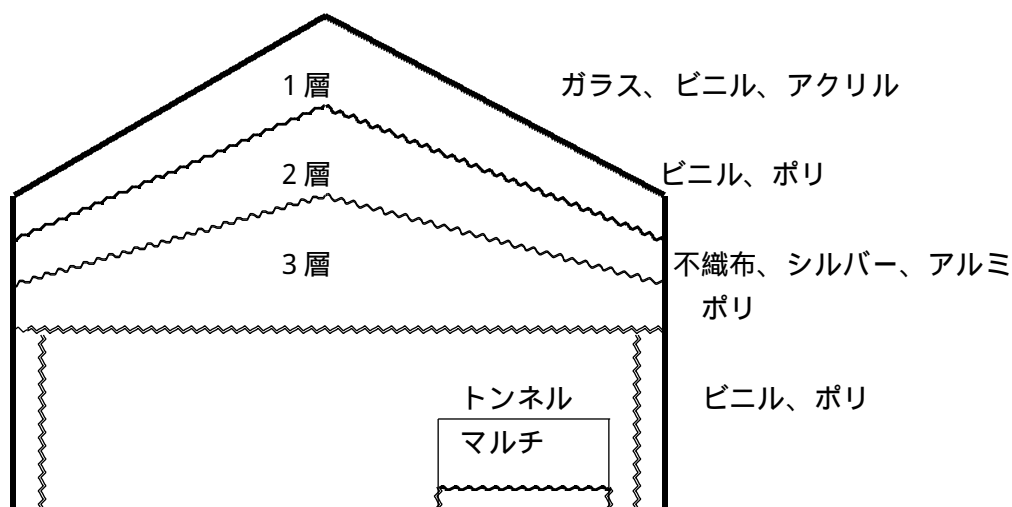 1層
ガラス、ビニル、アクリル
2層
ビニル、ポリ
3層
不織布、シルバー、アルミ
ポリ
トンネル
ビニル、ポリ
マルチ